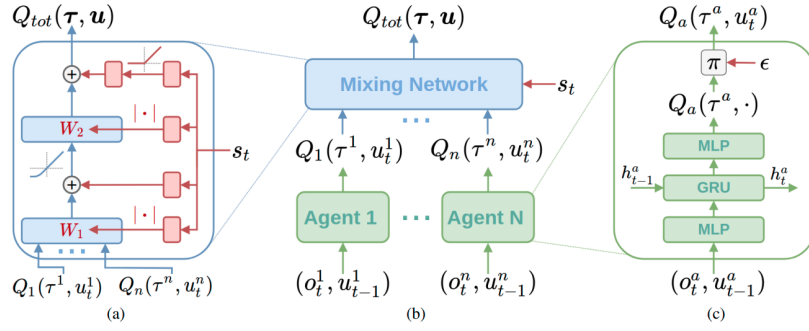 Q_{tot}(τ, u)
W_2
| • |
s_t
W_1
| • |
Q_1(τ^1, u_t^1)
Q_n(τ^n, u_t^n)
(a)
Q_{tot}(τ, u)
Mixing Network
s_t
Q_1(τ^1, u_t^1)
Q_n(τ^n, u_t^n)
Agent 1
Agent N
(o_t^1, u_{t-1}^1)
(o_t^n, u_{t-1}^n)
(b)
Q_a(τ^a, u_t^a)
π
ϵ
Q_a(τ^a, ·)
MLP
h_{t-1}^a
GRU
h_t^a
MLP
(o_t^a, u_{t-1}^a)
(c)